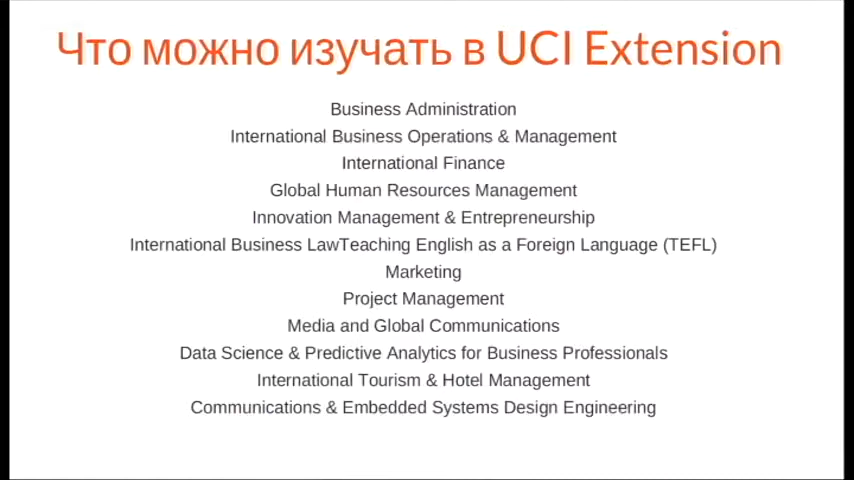 Что можно изучать в UCI Extension
Business Administration
International Business Operations & Management
International Finance
Global Human Resources Management
Innovation Management & Entrepreneurship
International Business LawTeaching English as a Foreign Language (TEFL)
Marketing
Project Management
Media and Global Communications
Data Science & Predictive Analytics for Business Professionals
International Tourism & Hotel Management
Communications & Embedded Systems Design Engineering